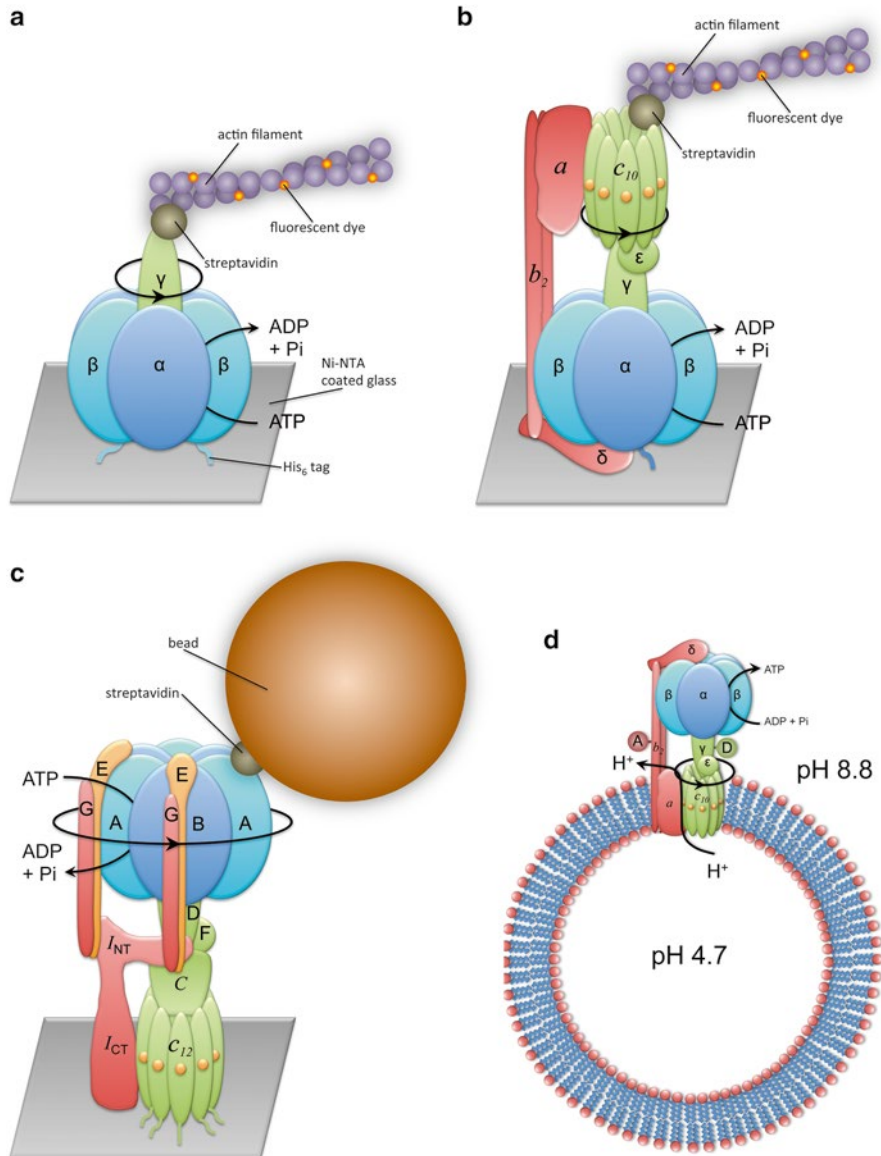 a
actin filament
fluorescent dye
streptavidin
γ
β
α
β
ADP
+ Pi
ATP
Ni-NTA
coated glass
His6 tag
b
actin filament
fluorescent dye
streptavidin
a
c10
b2
ε
γ
β
α
β
ADP
+ Pi
ATP
δ
c
bead
streptavidin
ATP
E
E
G
A
G
B
A
ADP
+ Pi
D
F
INT
C
ICT
c12
d
δ
β
α
β
ATP
ADP + Pi
A
b2
γ
D
ε
H+
pH 8.8
a
c10
H+
pH 4.7